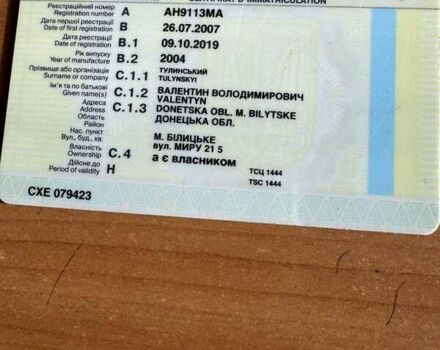 Реєстраційний номер
Registration number A АН9113МА
Дата першої реєстрації
Date of first registration B 26.07.2007
Дата реєстрації
Date of registration B.1 09.10.2019
Рік випуску
Year of manufacture B.2 2004
Прізвище або організація ТУЛИНСЬКИЙ
Surname or company C.1.1 TULYNSKYI
Ім'я та по батькові ВАЛЕНТИН ВОЛОДИМИРОВИЧ
Given name(s) C.1.2 VALENTYN
Адреса
Address C.1.3 DONETSKA OBL. M. BILYTSKE
Область ДОНЕЦЬКА ОБЛ.
Район
Нас. пункт М. БІЛИЦЬКЕ
Вул., буд., кв. вул. МИРУ 21 5
Власність
Ownership C.4 а є власником
Дійсне до
Period of validity H ТСЦ 1444
TSC 1444
СХЕ 079423